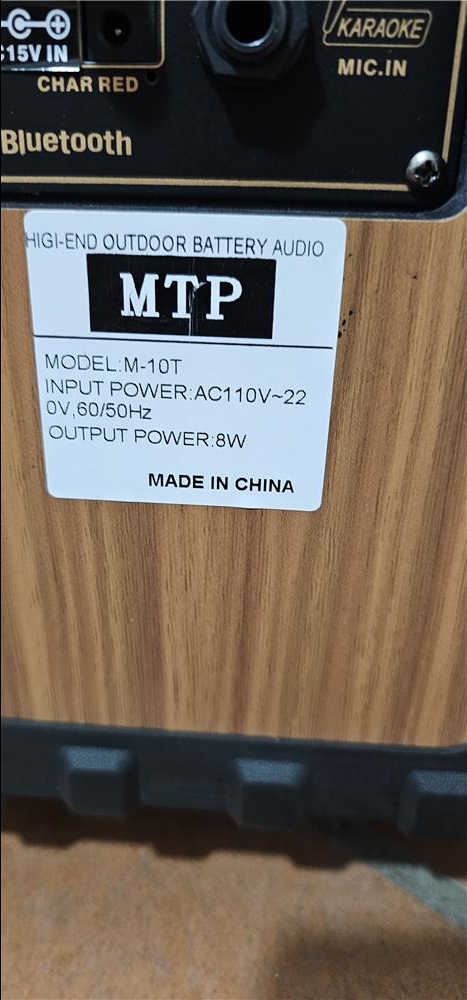 KARAOKE
C15V IN
MIC.IN
CHAR RED
Bluetooth
HIGI-END OUTDOOR BATTERY AUDIO
MTP
MODEL:M-10T
INPUT POWER:AC110V~22
0V,60/50Hz
OUTPUT POWER:8W
MADE IN CHINA